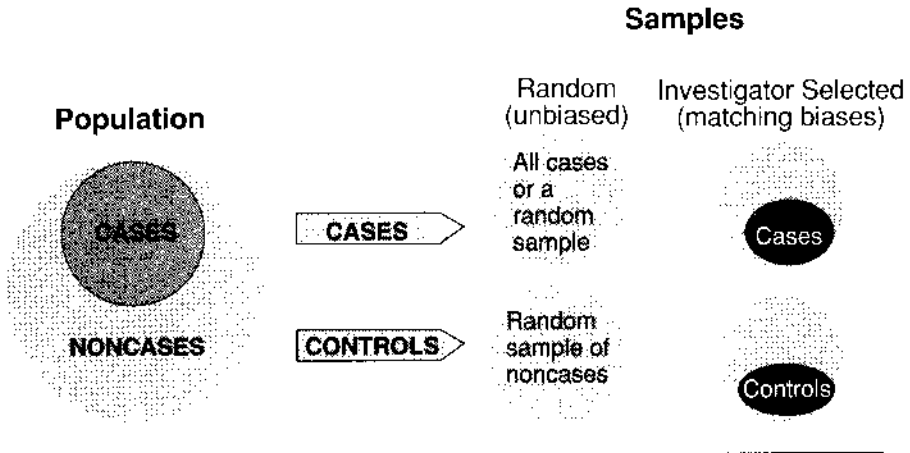 Samples
Random
(unbiased)
Investigator Selected
(matching biases)
Population
CASES
NONCASES
CASES
CONTROLS
All cases
or a
random
sample
Random
sample of
noncases
Cases
Controls